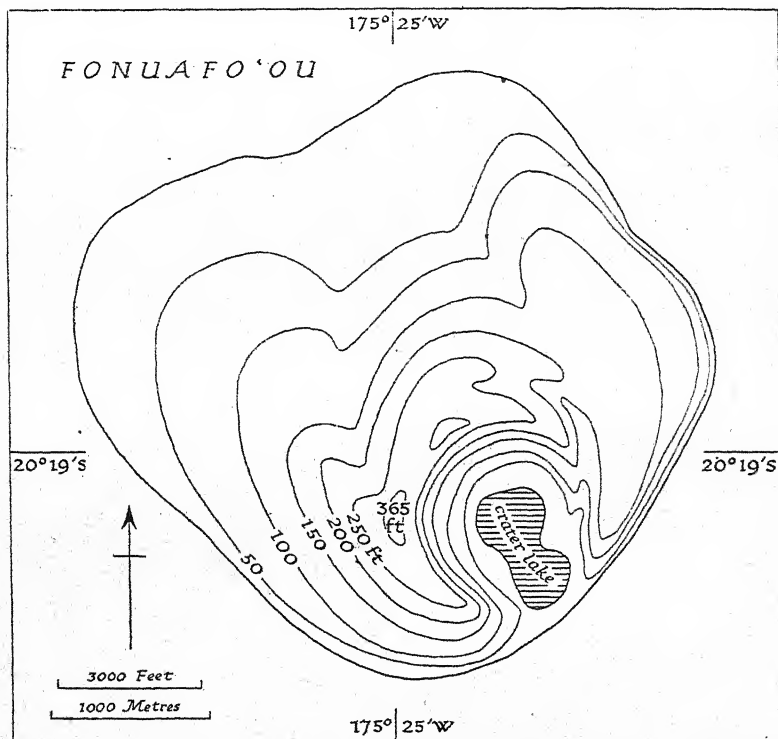 175° 25'W
FONUAFO'OU
20°19's
20°19's
365
ft
crater lake
250 ft
200
150
100
50
3000 Feet
1000 Metres
175° 25'W